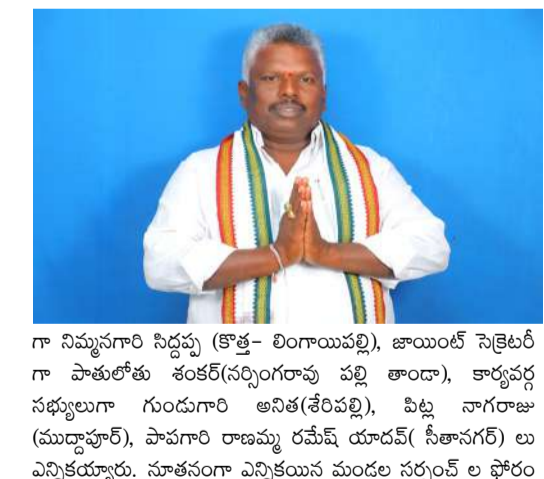 గా నిమ్మనగారి సిద్దప్ప (కొత్త- లింగాయిపల్లి), జాయింట్ సెక్రెటరీ
గా పాతులోతు శంకర్(నర్సింగరావు పల్లి తాండా), కార్యవర్గ
సభ్యులుగా గుండుగారి అనిత(శేరిపల్లి), పిట్ల నాగరాజు
(ముద్దాపూర్), పాపగారి రాణమ్మ రమేష్ యాదవ్( సీతానగర్) లు
ఎన్నికయ్యారు. నూతనంగా ఎన్నికయిన మండల సర్పంచ్ ల ఫోరం